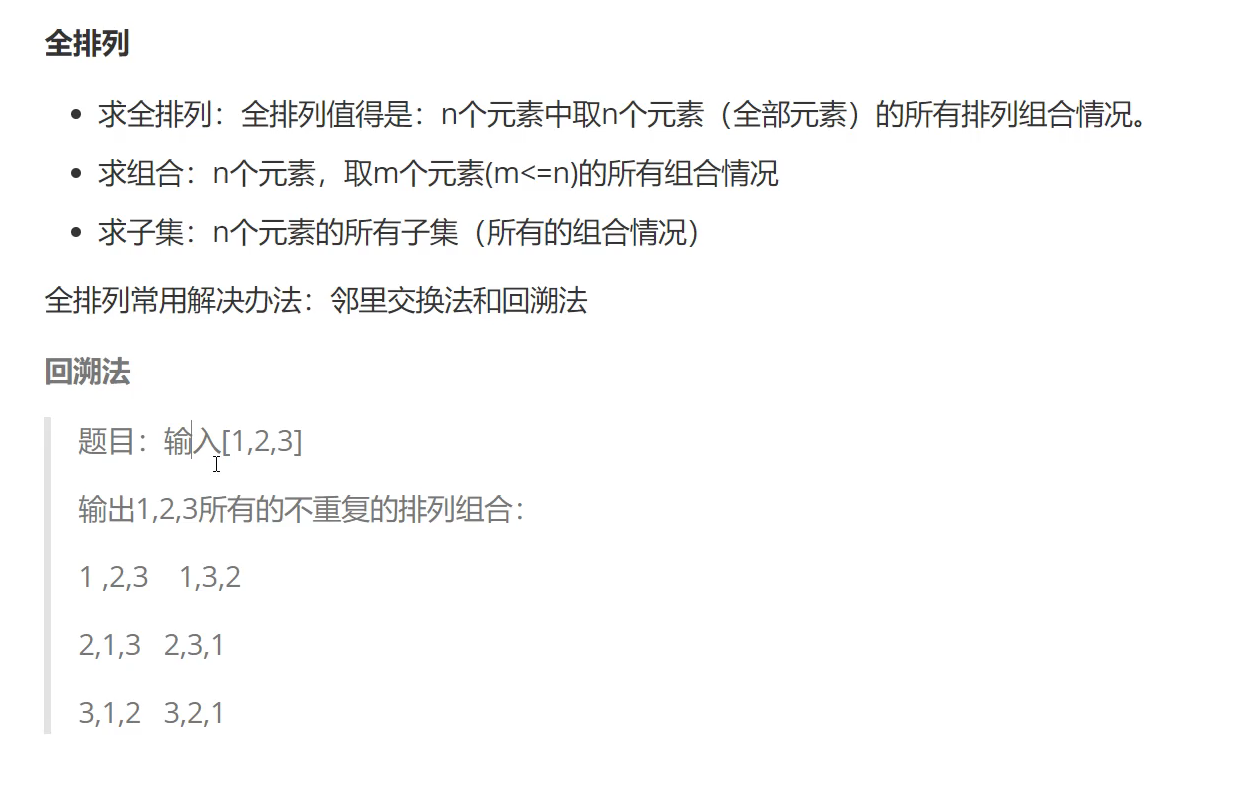 全排列
求全排列：全排列值得是：n个元素中取n个元素（全部元素）的所有排列组合情况。
求组合：n个元素，取m个元素(m<=n)的所有组合情况
求子集：n个元素的所有子集（所有的组合情况）
全排列常用解决办法：邻里交换法和回溯法
回溯法
题目：输入[1,2,3]
输出1,2,3所有的不重复的排列组合：
1 ,2,3    1,3,2
2,1,3   2,3,1
3,1,2   3,2,1